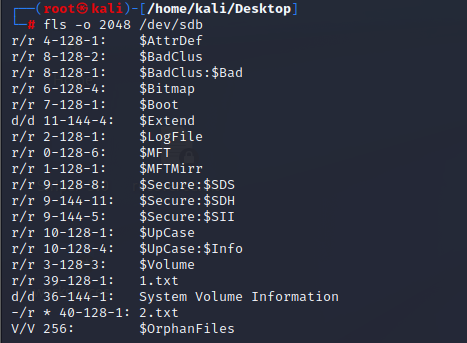 ┌──(root㉿kali)-[/home/kali/Desktop]
└─# fls -o 2048 /dev/sdb
r/r 4-128-1: $AttrDef
r/r 8-128-2: $BadClus
r/r 8-128-1: $BadClus:$Bad
r/r 6-128-4: $Bitmap
r/r 7-128-1: $Boot
d/d 11-144-4: $Extend
r/r 2-128-1: $LogFile
r/r 0-128-6: $MFT
r/r 1-128-1: $MFTMirr
r/r 9-128-8: $Secure:$SDS
r/r 9-144-11: $Secure:$SDH
r/r 9-144-5: $Secure:$SII
r/r 10-128-1: $UpCase
r/r 10-128-4: $UpCase:$Info
r/r 3-128-3: $Volume
r/r 39-128-1: 1.txt
d/d 36-144-1: System Volume Information
-/r * 40-128-1: 2.txt
V/V 256: $OrphanFiles